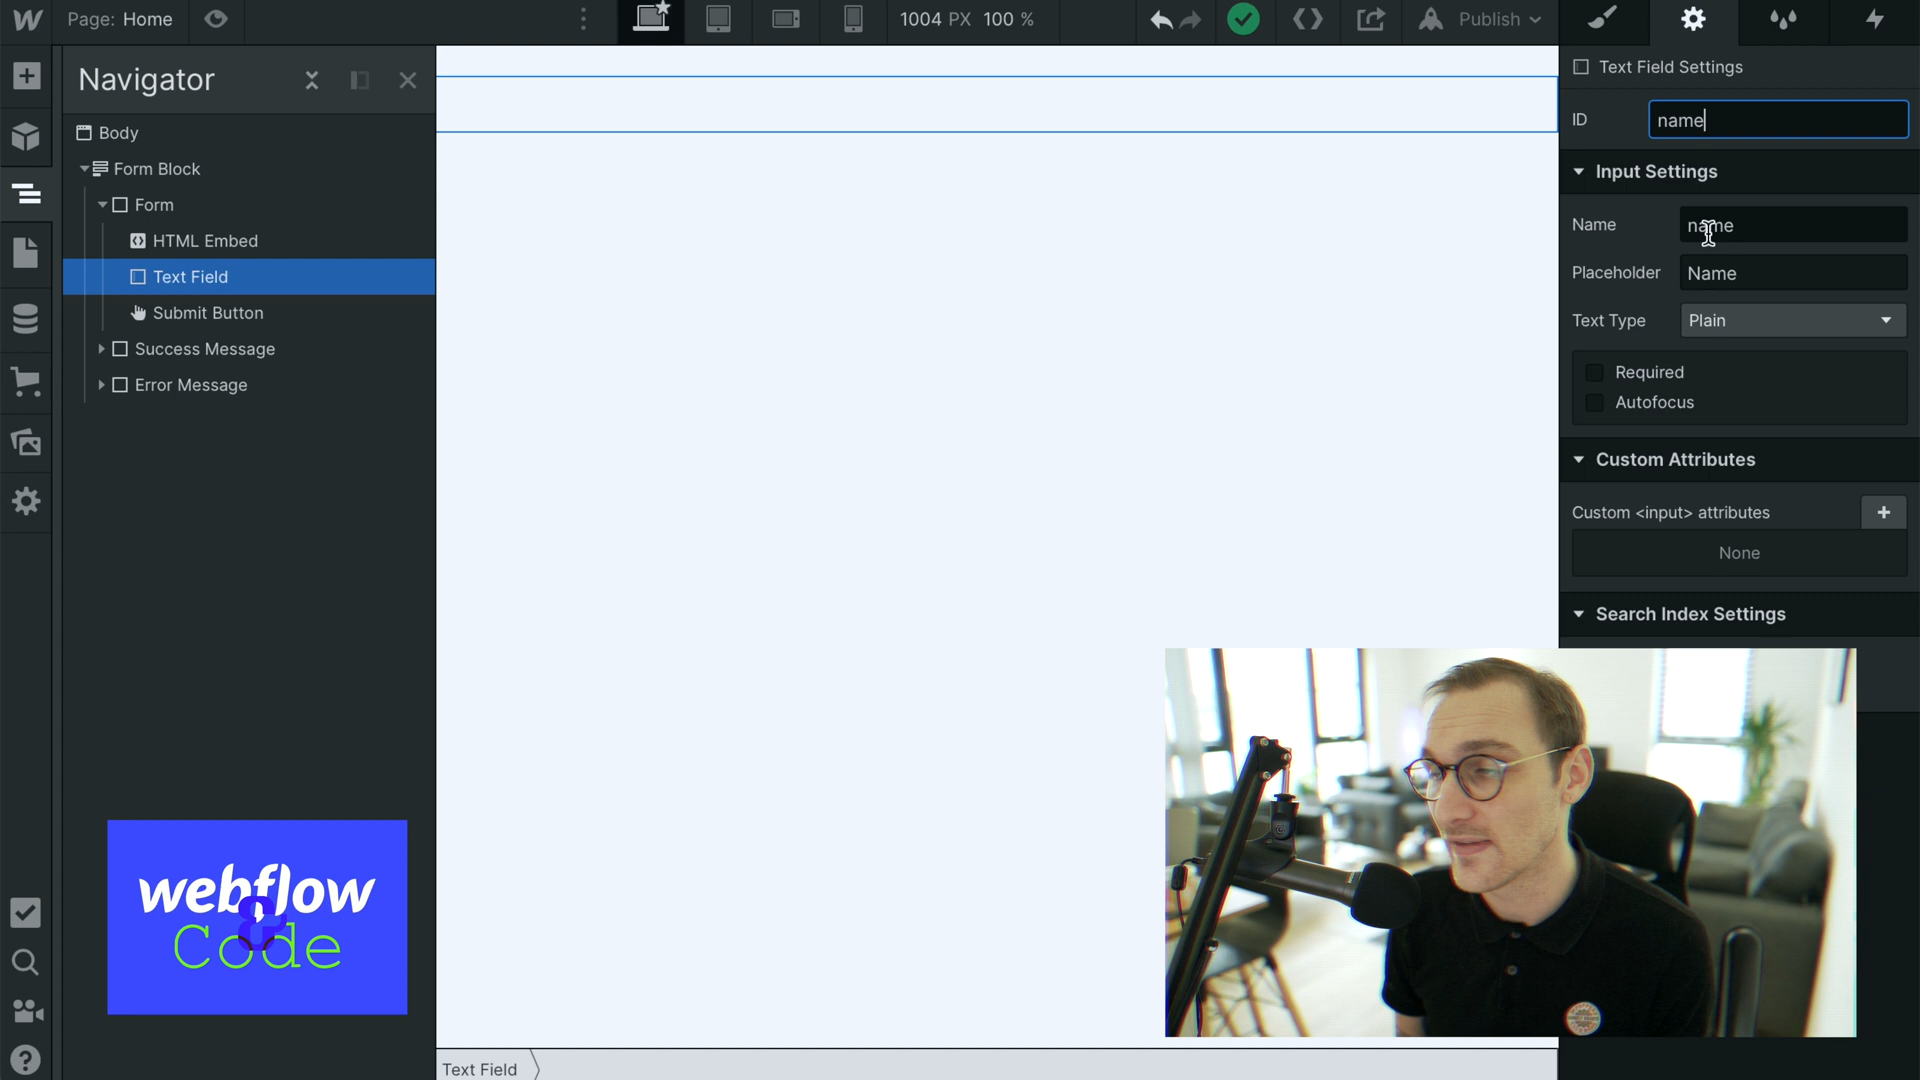 Page: Home
1004 PX 100 %
Publish
Navigator
Body
Form Block
Form
HTML Embed
Text Field
Submit Button
Success Message
Error Message
Text Field Settings
ID
name
Input Settings
Name
name
Placeholder
Name
Text Type
Plain
Required
Autofocus
Custom Attributes
Custom <input> attributes
+
None
Search Index Settings
webflow
&
Code
Text Field